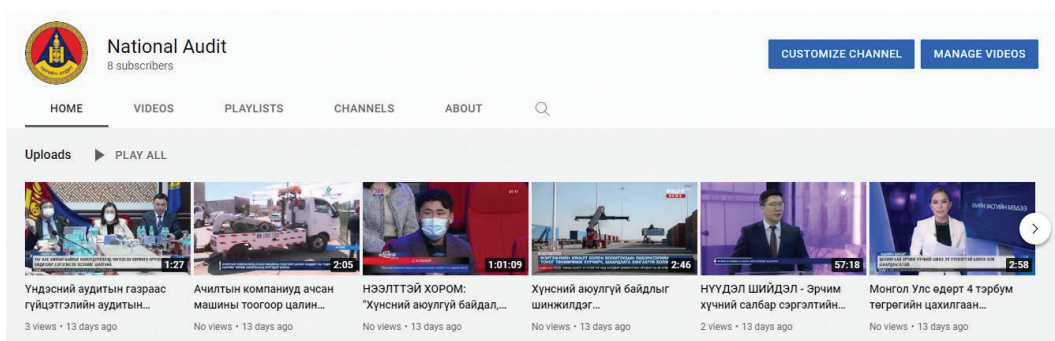 National Audit
8 subscribers
CUSTOMIZE CHANNEL
MANAGE VIDEOS
HOME
VIDEOS
PLAYLISTS
CHANNELS
ABOUT
Uploads
PLAY ALL
1:27
2:05
1:01:09
2:46
57:18
2:58
Үндэсний аудитын газраас
гүйцэтгэлийн аудитын...
3 views • 13 days ago
Ачилтын компаниуд ачсан
машины тоогоор цалин...
No views • 13 days ago
НЭЭЛТТЭЙ ХОРОМ:
"Хүнсний аюулгүй байдал,...
No views • 13 days ago
Хүнсний аюулгүй байдлыг
шинжилдэг...
No views • 13 days ago
НҮҮДЭЛ ШИЙДЭЛ - Эрчим
хүчний салбар сэргэлтийн...
2 views • 13 days ago
Монгол Улс өдөрт 4 тэрбум
төгрөгийн цахилгаан...
No views • 13 days ago